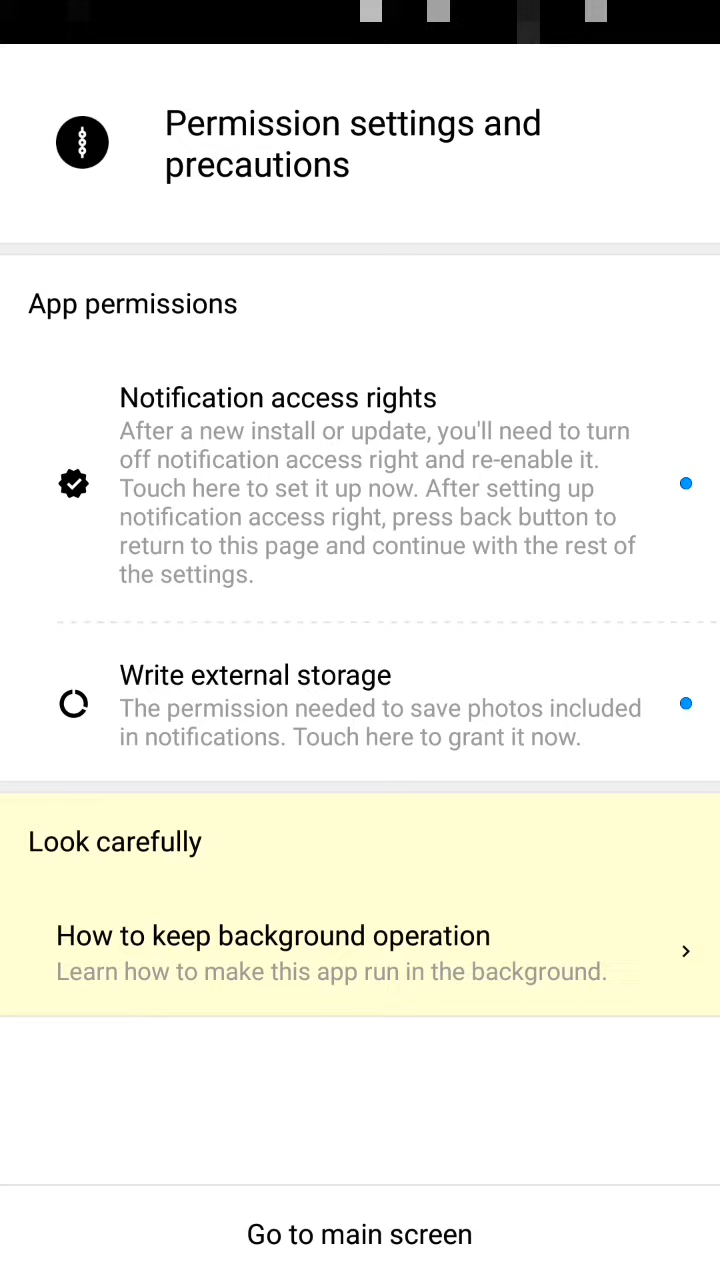 Permission settings and
precautions
App permissions
Notification access rights
After a new install or update, you'll need to turn
off notification access right and re-enable it.
Touch here to set it up now. After setting up
notification access right, press back button to
return to this page and continue with the rest of
the settings.
Write external storage
The permission needed to save photos included
in notifications. Touch here to grant it now.
Look carefully
How to keep background operation
Learn how to make this app run in the background.
Go to main screen